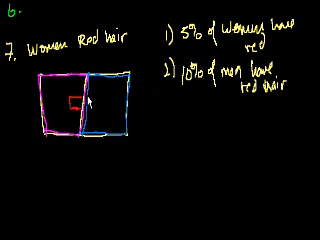 6.
7. Women Red hair
1) 5% of women have
red
2) 10% of men have
red hair